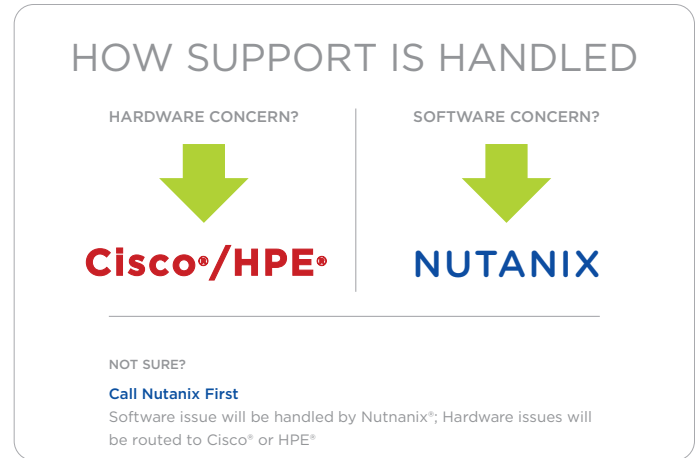 HOW SUPPORT IS HANDLED
HARDWARE CONCERN?
Cisco®/HPE®
SOFTWARE CONCERN?
NUTANIX
NOT SURE?
Call Nutanix First
Software issue will be handled by Nutnanix®; Hardware issues will
be routed to Cisco® or HPE®